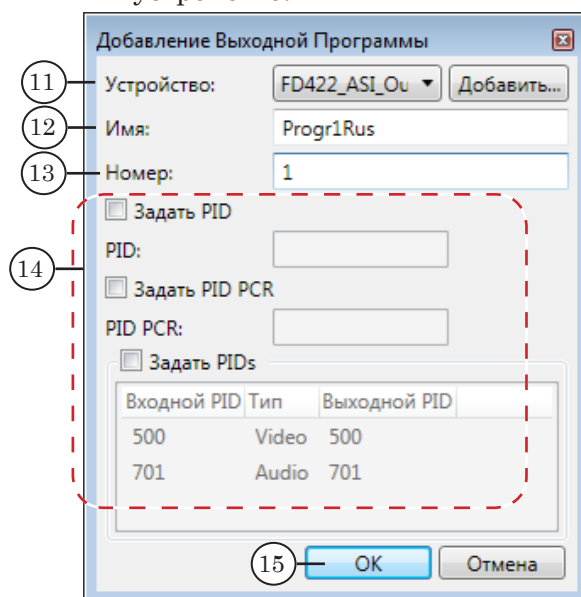 устройство.
Добавление Выходной Программы
11 Устройство: FD422_ASI_Ou Добавить...
12 Имя: Progr1Rus
13 Номер: 1
Задать PID
14 PID:
Задать PID PCR
PID PCR:
Задать PIDs
Входной PID Тип Выходной PID
500 Video 500
701 Audio 701
15 OK Отмена